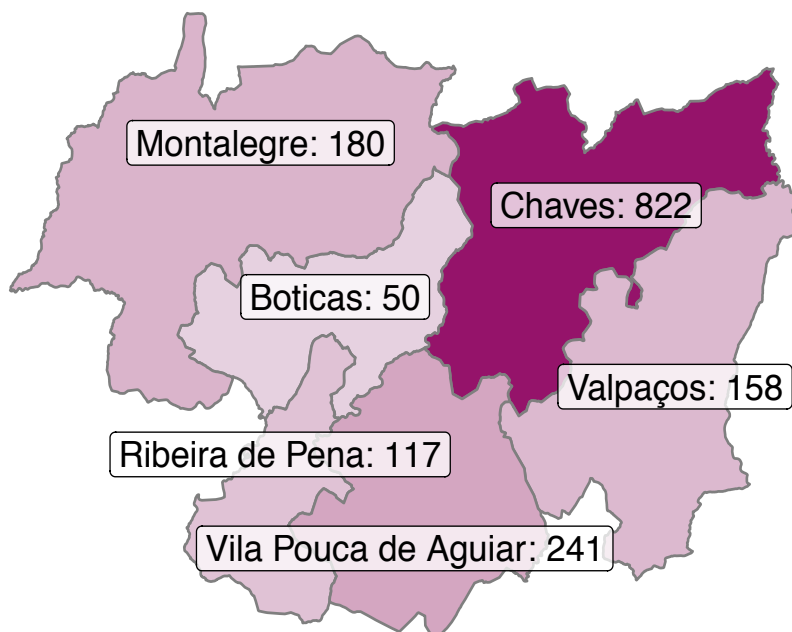 Montalegre: 180
Chaves: 822
Boticas: 50
Valpaços: 158
Ribeira de Pena: 117
Vila Pouca de Aguiar: 241